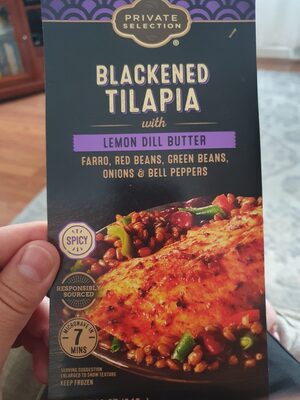 PRIVATE
SELECTION
®
BLACKENED
TILAPIA
with
LEMON DILL BUTTER
FARRO, RED BEANS, GREEN BEANS,
ONIONS & BELL PEPPERS
SPICY
RESPONSIBLY
SOURCED
MICROWAVE IN
7
MINS
SERVING SUGGESTION
ENLARGED TO SHOW TEXTURE
KEEP FROZEN